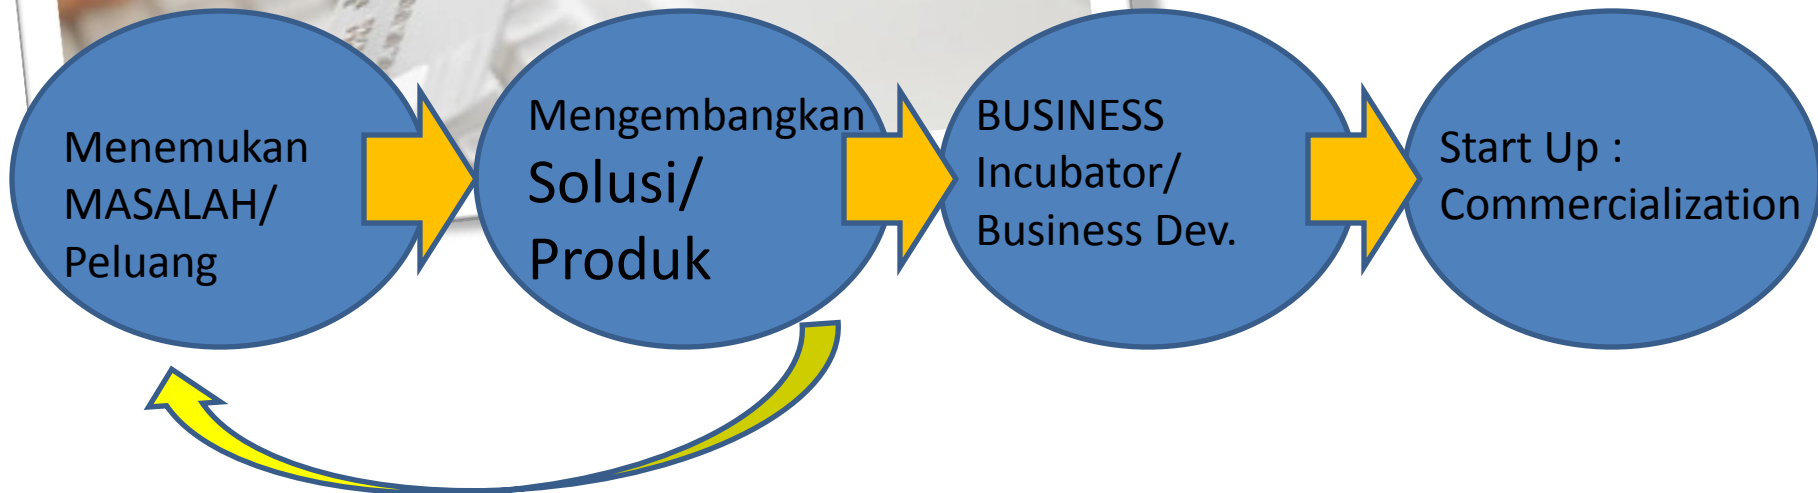 Menemukan
MASALAH/
Peluang
Mengembangkan
Solusi/
Produk
BUSINESS
Incubator/
Business Dev.
Start Up :
Commercialization